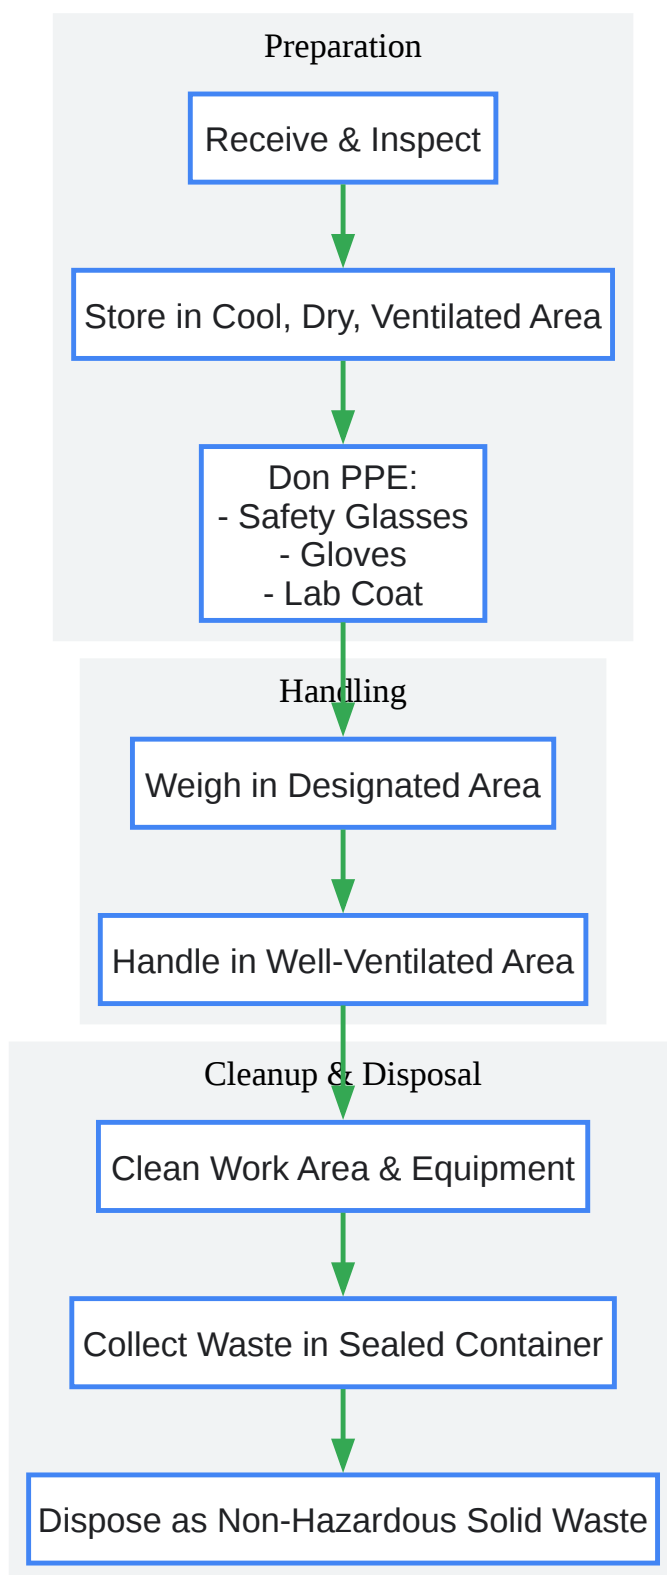 Preparation
Receive & Inspect
Store in Cool, Dry, Ventilated Area
Don PPE:
- Safety Glasses
- Gloves
- Lab Coat
Handling
Weigh in Designated Area
Handle in Well-Ventilated Area
Cleanup & Disposal
Clean Work Area & Equipment
Collect Waste in Sealed Container
Dispose as Non-Hazardous Solid Waste